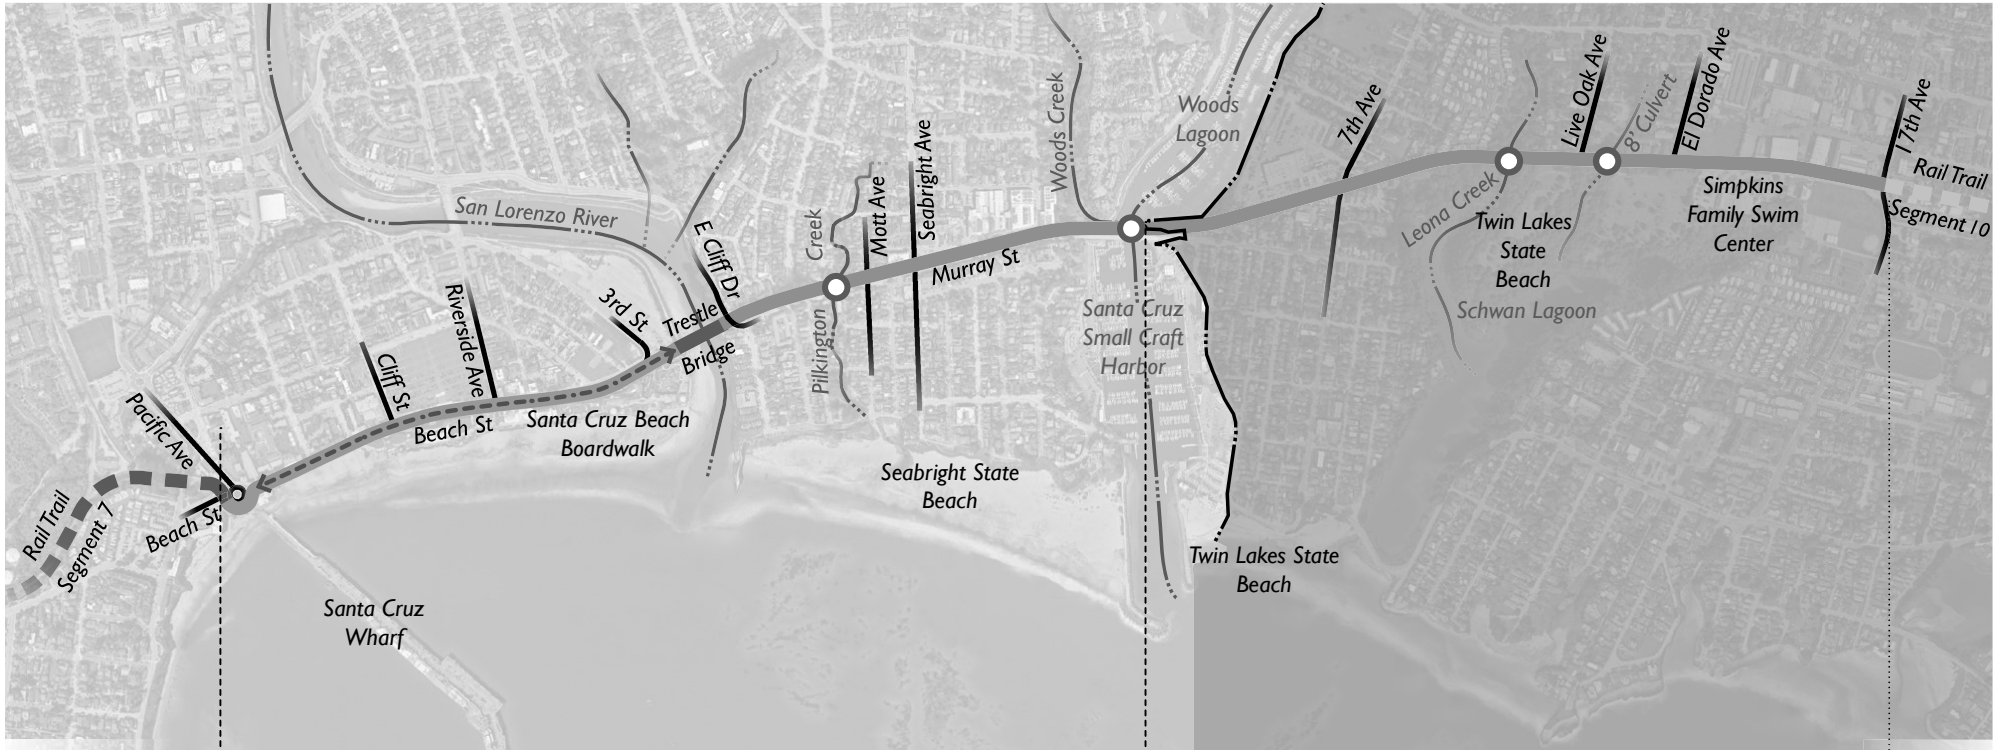 Rail Trail
Segment 7
Pacific Ave
Beach St
Cliff St
Riverside Ave
Beach St
3rd St
Trestle
Bridge
E Cliff Dr
San Lorenzo River
Santa Cruz Beach
Boardwalk
Santa Cruz
Wharf
Pilkington
Creek
Mott Ave
Seabright Ave
Murray St
Seabright State
Beach
Woods Creek
Woods
Lagoon
Santa Cruz
Small Craft
Harbor
Twin Lakes State
Beach
7th Ave
Leona Creek
Twin Lakes
State
Beach
Schwan Lagoon
Live Oak Ave
8' Culvert
El Dorado Ave
Simpkins
Family Swim
Center
17th Ave
Rail Trail
Segment 10